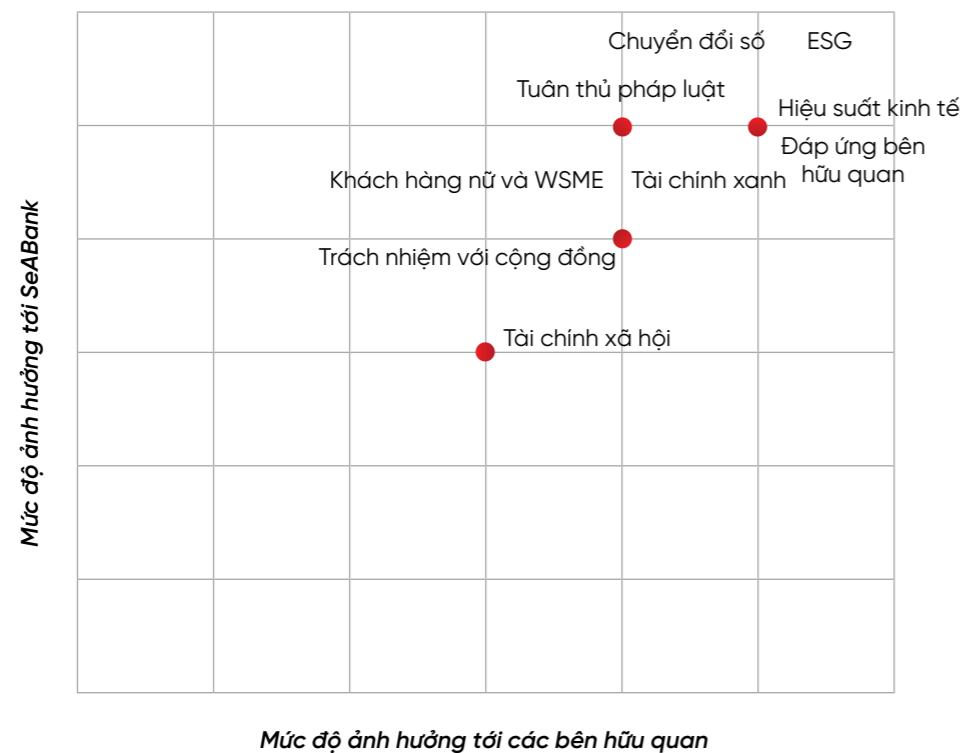 Chuyển đổi số
ESG
Tuân thủ pháp luật
Hiệu suất kinh tế
Đáp ứng bên
hữu quan
Khách hàng nữ và WSME
Tài chính xanh
Trách nhiệm với cộng đồng
Tài chính xã hội
Mức độ ảnh hưởng tới SeABank
Mức độ ảnh hưởng tới các bên hữu quan